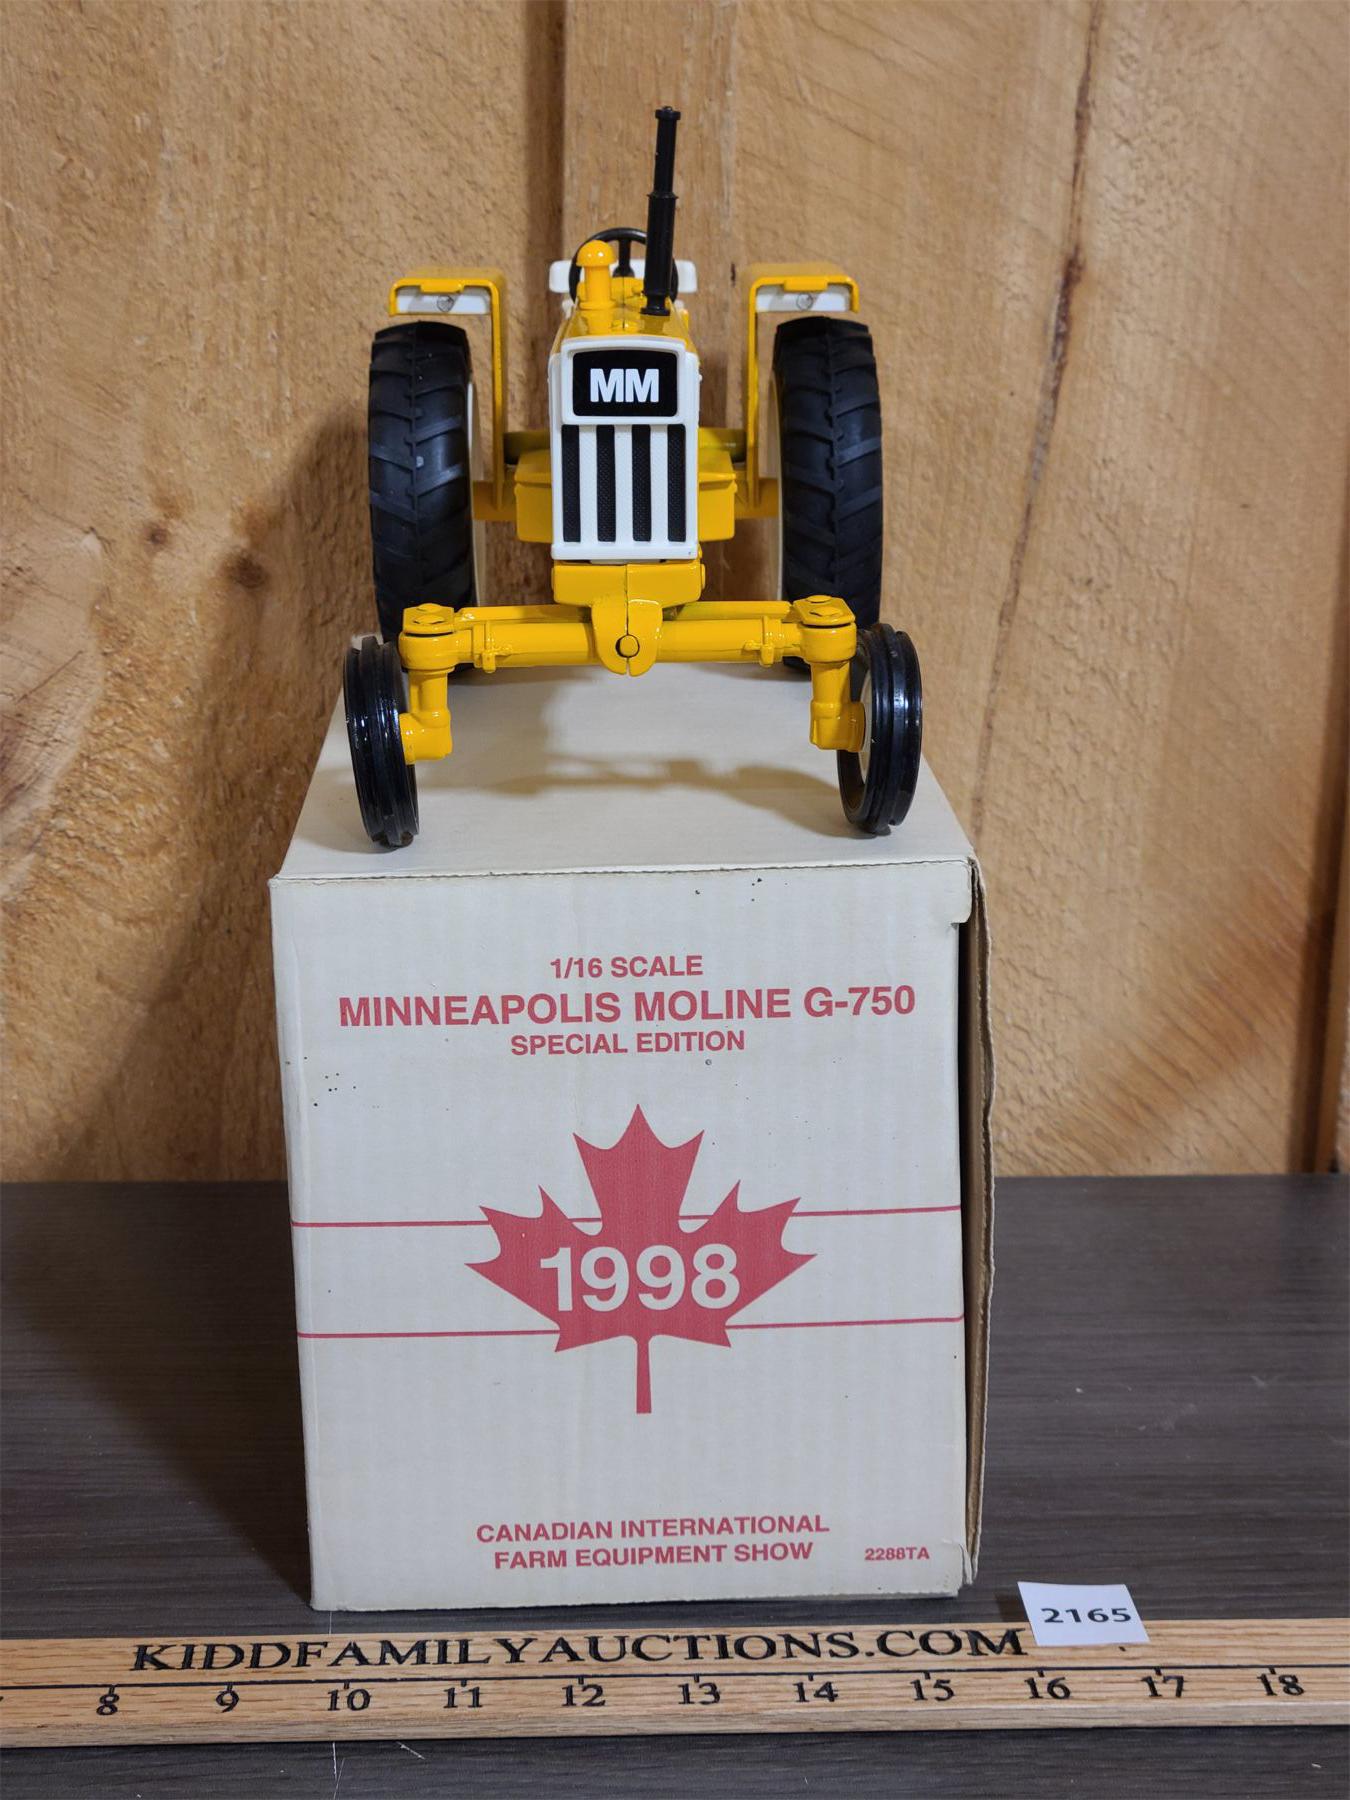 MM
1/16 SCALE
MINNEAPOLIS MOLINE G-750
SPECIAL EDITION
1998
CANADIAN INTERNATIONAL
FARM EQUIPMENT SHOW
2288TA
2165
KIDDFAMILYAUCTIONS.COM
8 9 10 11 12 13 14 15 16 17 18